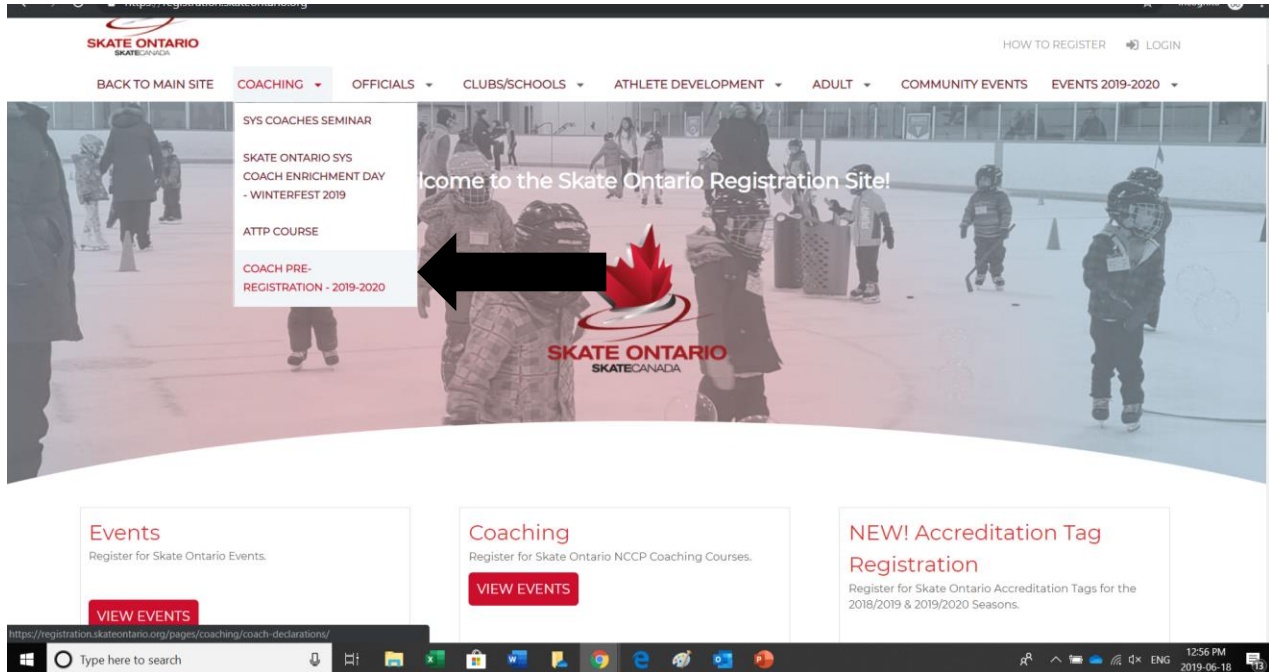 https://registration.skateontario.org
SKATE ONTARIO
SKATECANADA
HOW TO REGISTER LOGIN
BACK TO MAIN SITE COACHING OFFICIALS CLUBS/SCHOOLS ATHLETE DEVELOPMENT ADULT COMMUNITY EVENTS EVENTS 2019-2020
SYS COACHES SEMINAR
SKATE ONTARIO SYS
COACH ENRICHMENT DAY
- WINTERFEST 2019
ATTP COURSE
COACH PRE-
REGISTRATION - 2019-2020
lcome to the Skate Ontario Registration Site!
SKATE ONTARIO
SKATECANADA
Events
Register for Skate Ontario Events.
VIEW EVENTS
Coaching
Register for Skate Ontario NCCP Coaching Courses.
VIEW EVENTS
NEW! Accreditation Tag
Registration
Register for Skate Ontario Accreditation Tags for the
2018/2019 & 2019/2020 Seasons.
https://registration.skateontario.org/pages/coaching/coach-declarations/
Type here to search
ENG
12:56 PM
2019-06-18
13